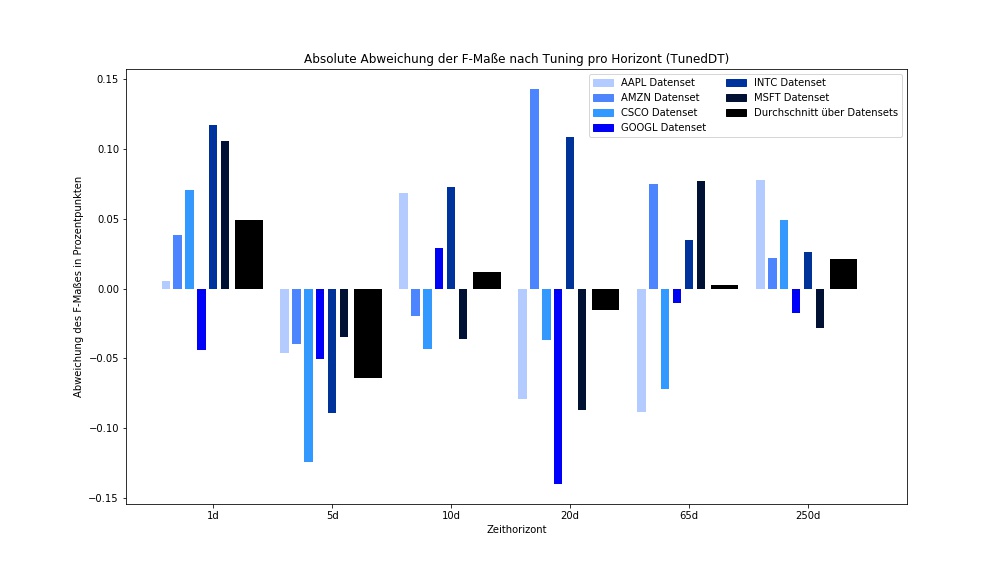 Absolute Abweichung der F-Maße nach Tuning pro Horizont (TunedDT)
AAPL Datenset
AMZN Datenset
CSCO Datenset
GOOGL Datenset
INTC Datenset
MSFT Datenset
Durchschnitt über Datensets
Abweichung des F-Maßes in Prozentpunkten
0.15
0.10
0.05
0.00
−0.05
−0.10
−0.15
1d
5d
10d
20d
65d
250d
Zeithorizont